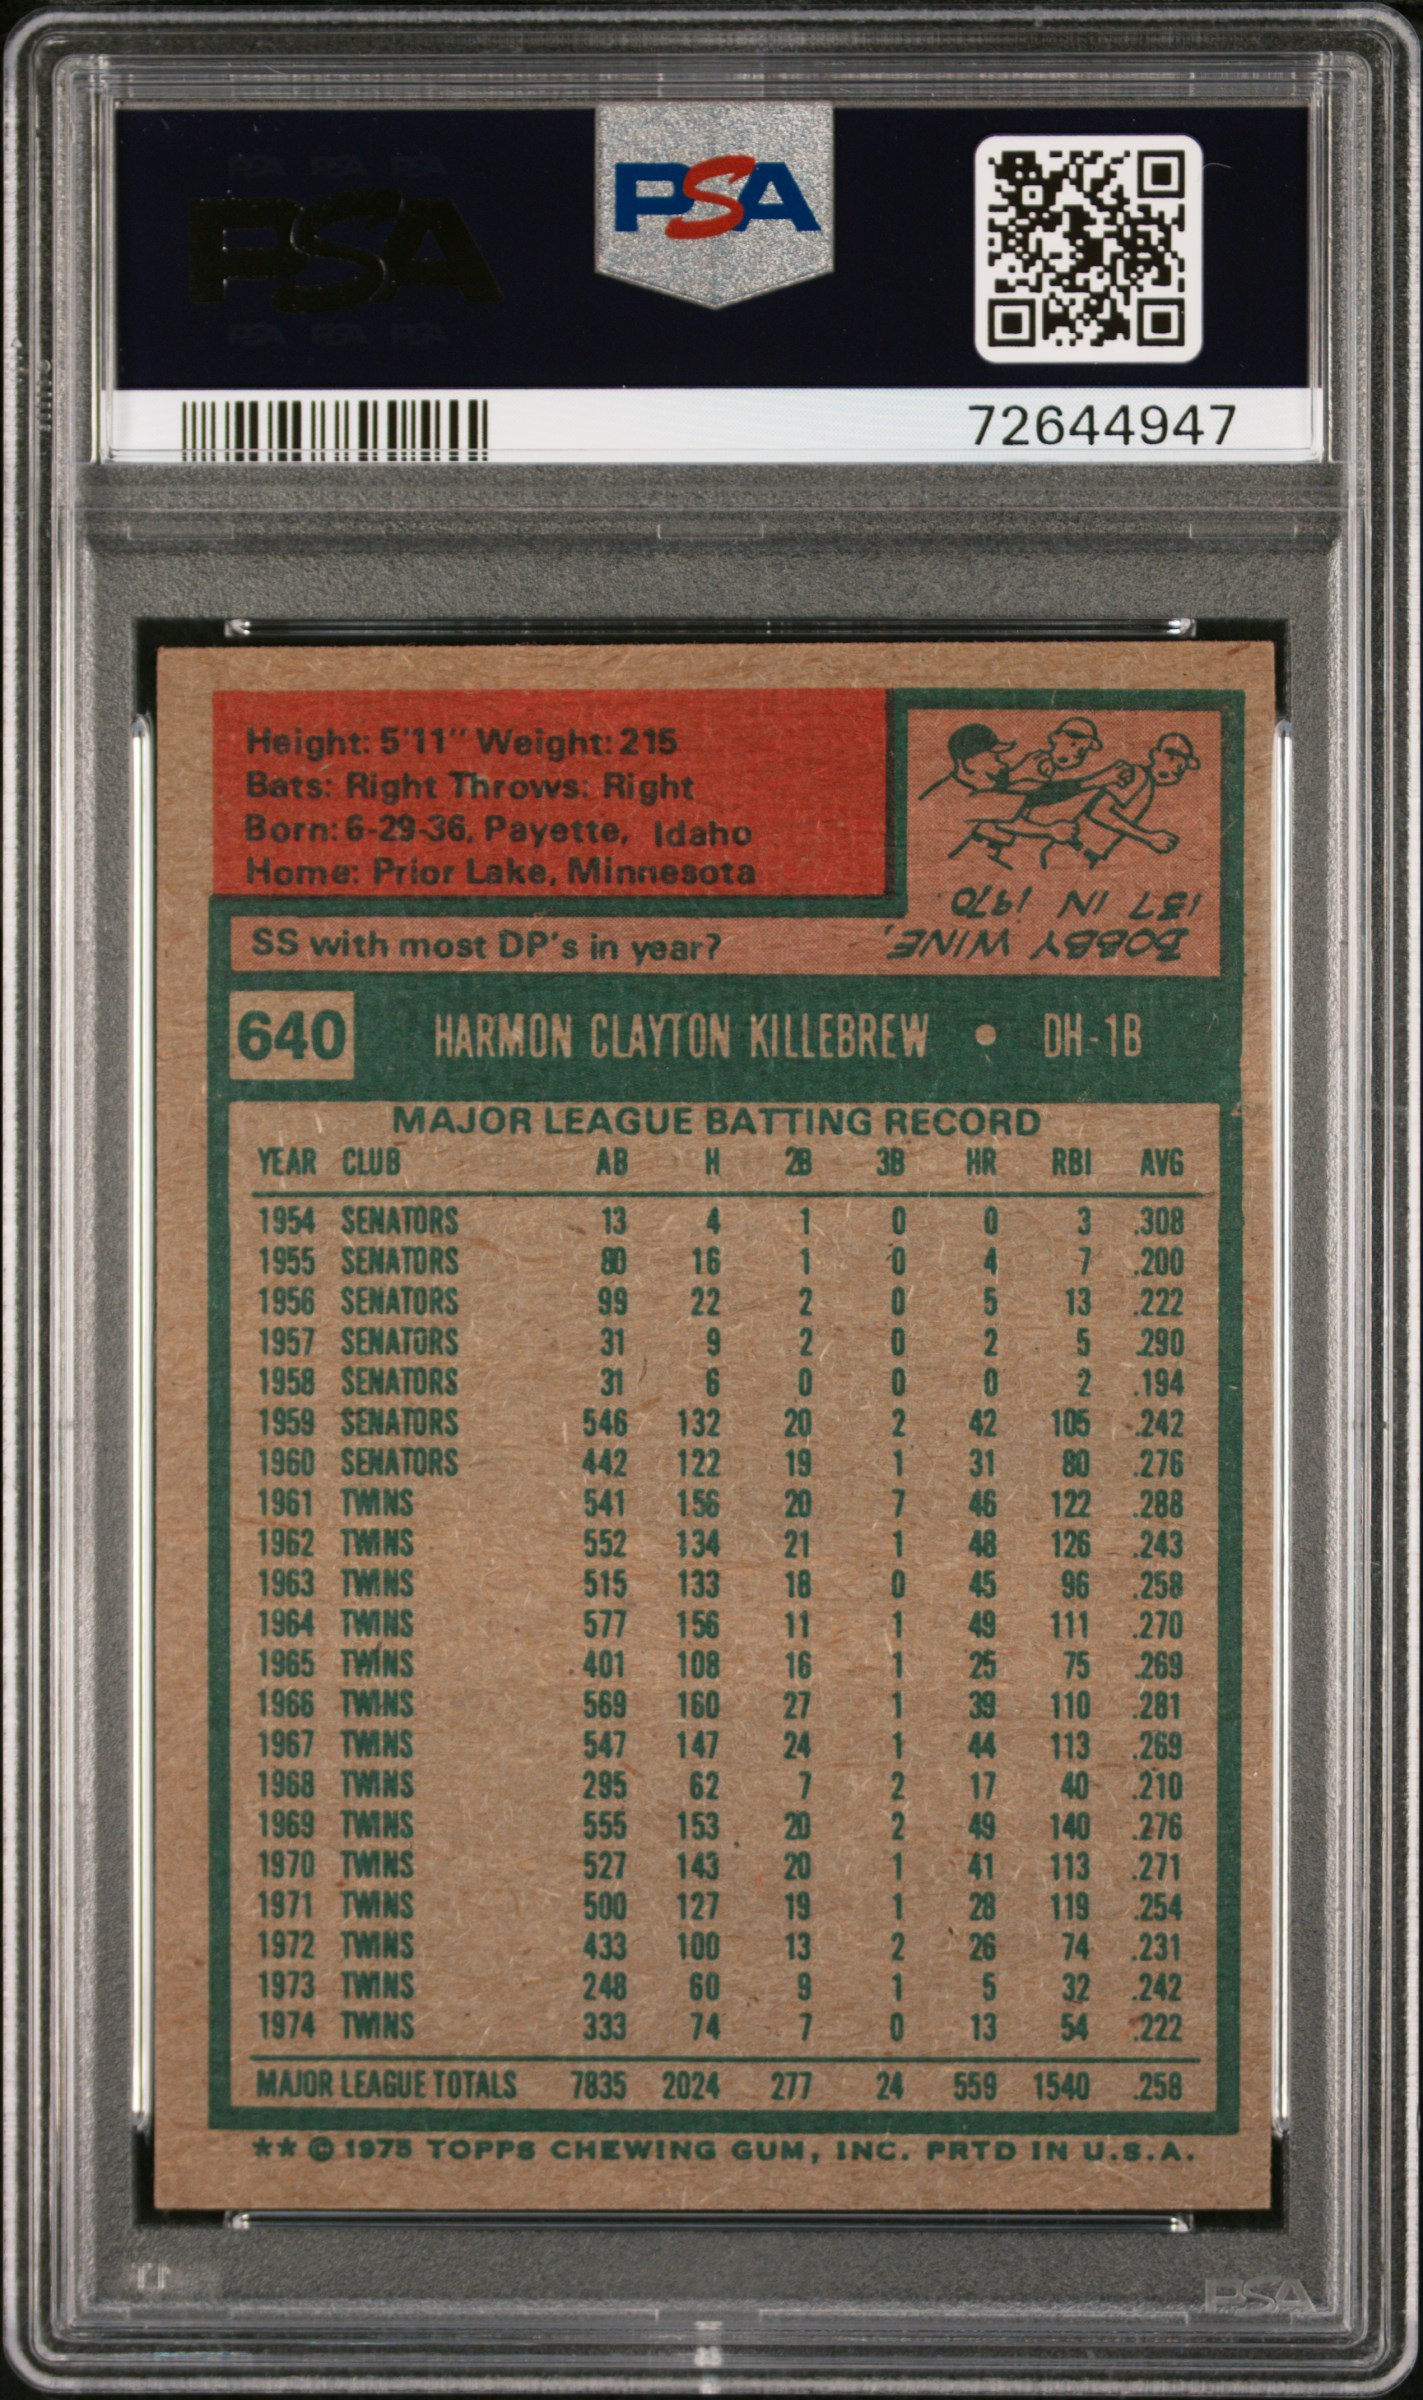 PSA PSA PSA
PSA
PSA PSA PSA
PSA
72644947
Height: 5'11" Weight: 215
Bats: Right Throws: Right
Born: 6-29-36, Payette, Idaho
Home: Prior Lake, Minnesota
SS with most DP's in year?
BOBBY WINE,
137 IN 1970.
640 HARMON CLAYTON KILLEBREW • DH-1B
MAJOR LEAGUE BATTING RECORD
YEAR CLUB AB H 2B 3B HR RBI AVG
1954 SENATORS 13 4 1 0 0 3 .308
1955 SENATORS 80 16 1 0 4 7 .200
1956 SENATORS 99 22 2 0 5 13 .222
1957 SENATORS 31 9 2 0 2 5 .290
1958 SENATORS 31 6 0 0 0 2 .194
1959 SENATORS 546 132 20 2 42 105 .242
1960 SENATORS 442 122 19 1 31 80 .276
1961 TWINS 541 156 20 7 46 122 .288
1962 TWINS 552 134 21 1 48 126 .243
1963 TWINS 515 133 18 0 45 96 .258
1964 TWINS 577 156 11 1 49 111 .270
1965 TWINS 401 108 16 1 25 75 .269
1966 TWINS 569 160 27 1 39 110 .281
1967 TWINS 547 147 24 1 44 113 .269
1968 TWINS 295 62 7 2 17 40 .210
1969 TWINS 555 153 20 2 49 140 .276
1970 TWINS 527 143 20 1 41 113 .271
1971 TWINS 500 127 19 1 28 119 .254
1972 TWINS 433 100 13 2 26 74 .231
1973 TWINS 248 60 9 1 5 32 .242
1974 TWINS 333 74 7 0 13 54 .222
MAJOR LEAGUE TOTALS 7835 2024 277 24 559 1540 .258
** © 1975 TOPPS CHEWING GUM, INC. PRTD IN U.S.A.
PSA